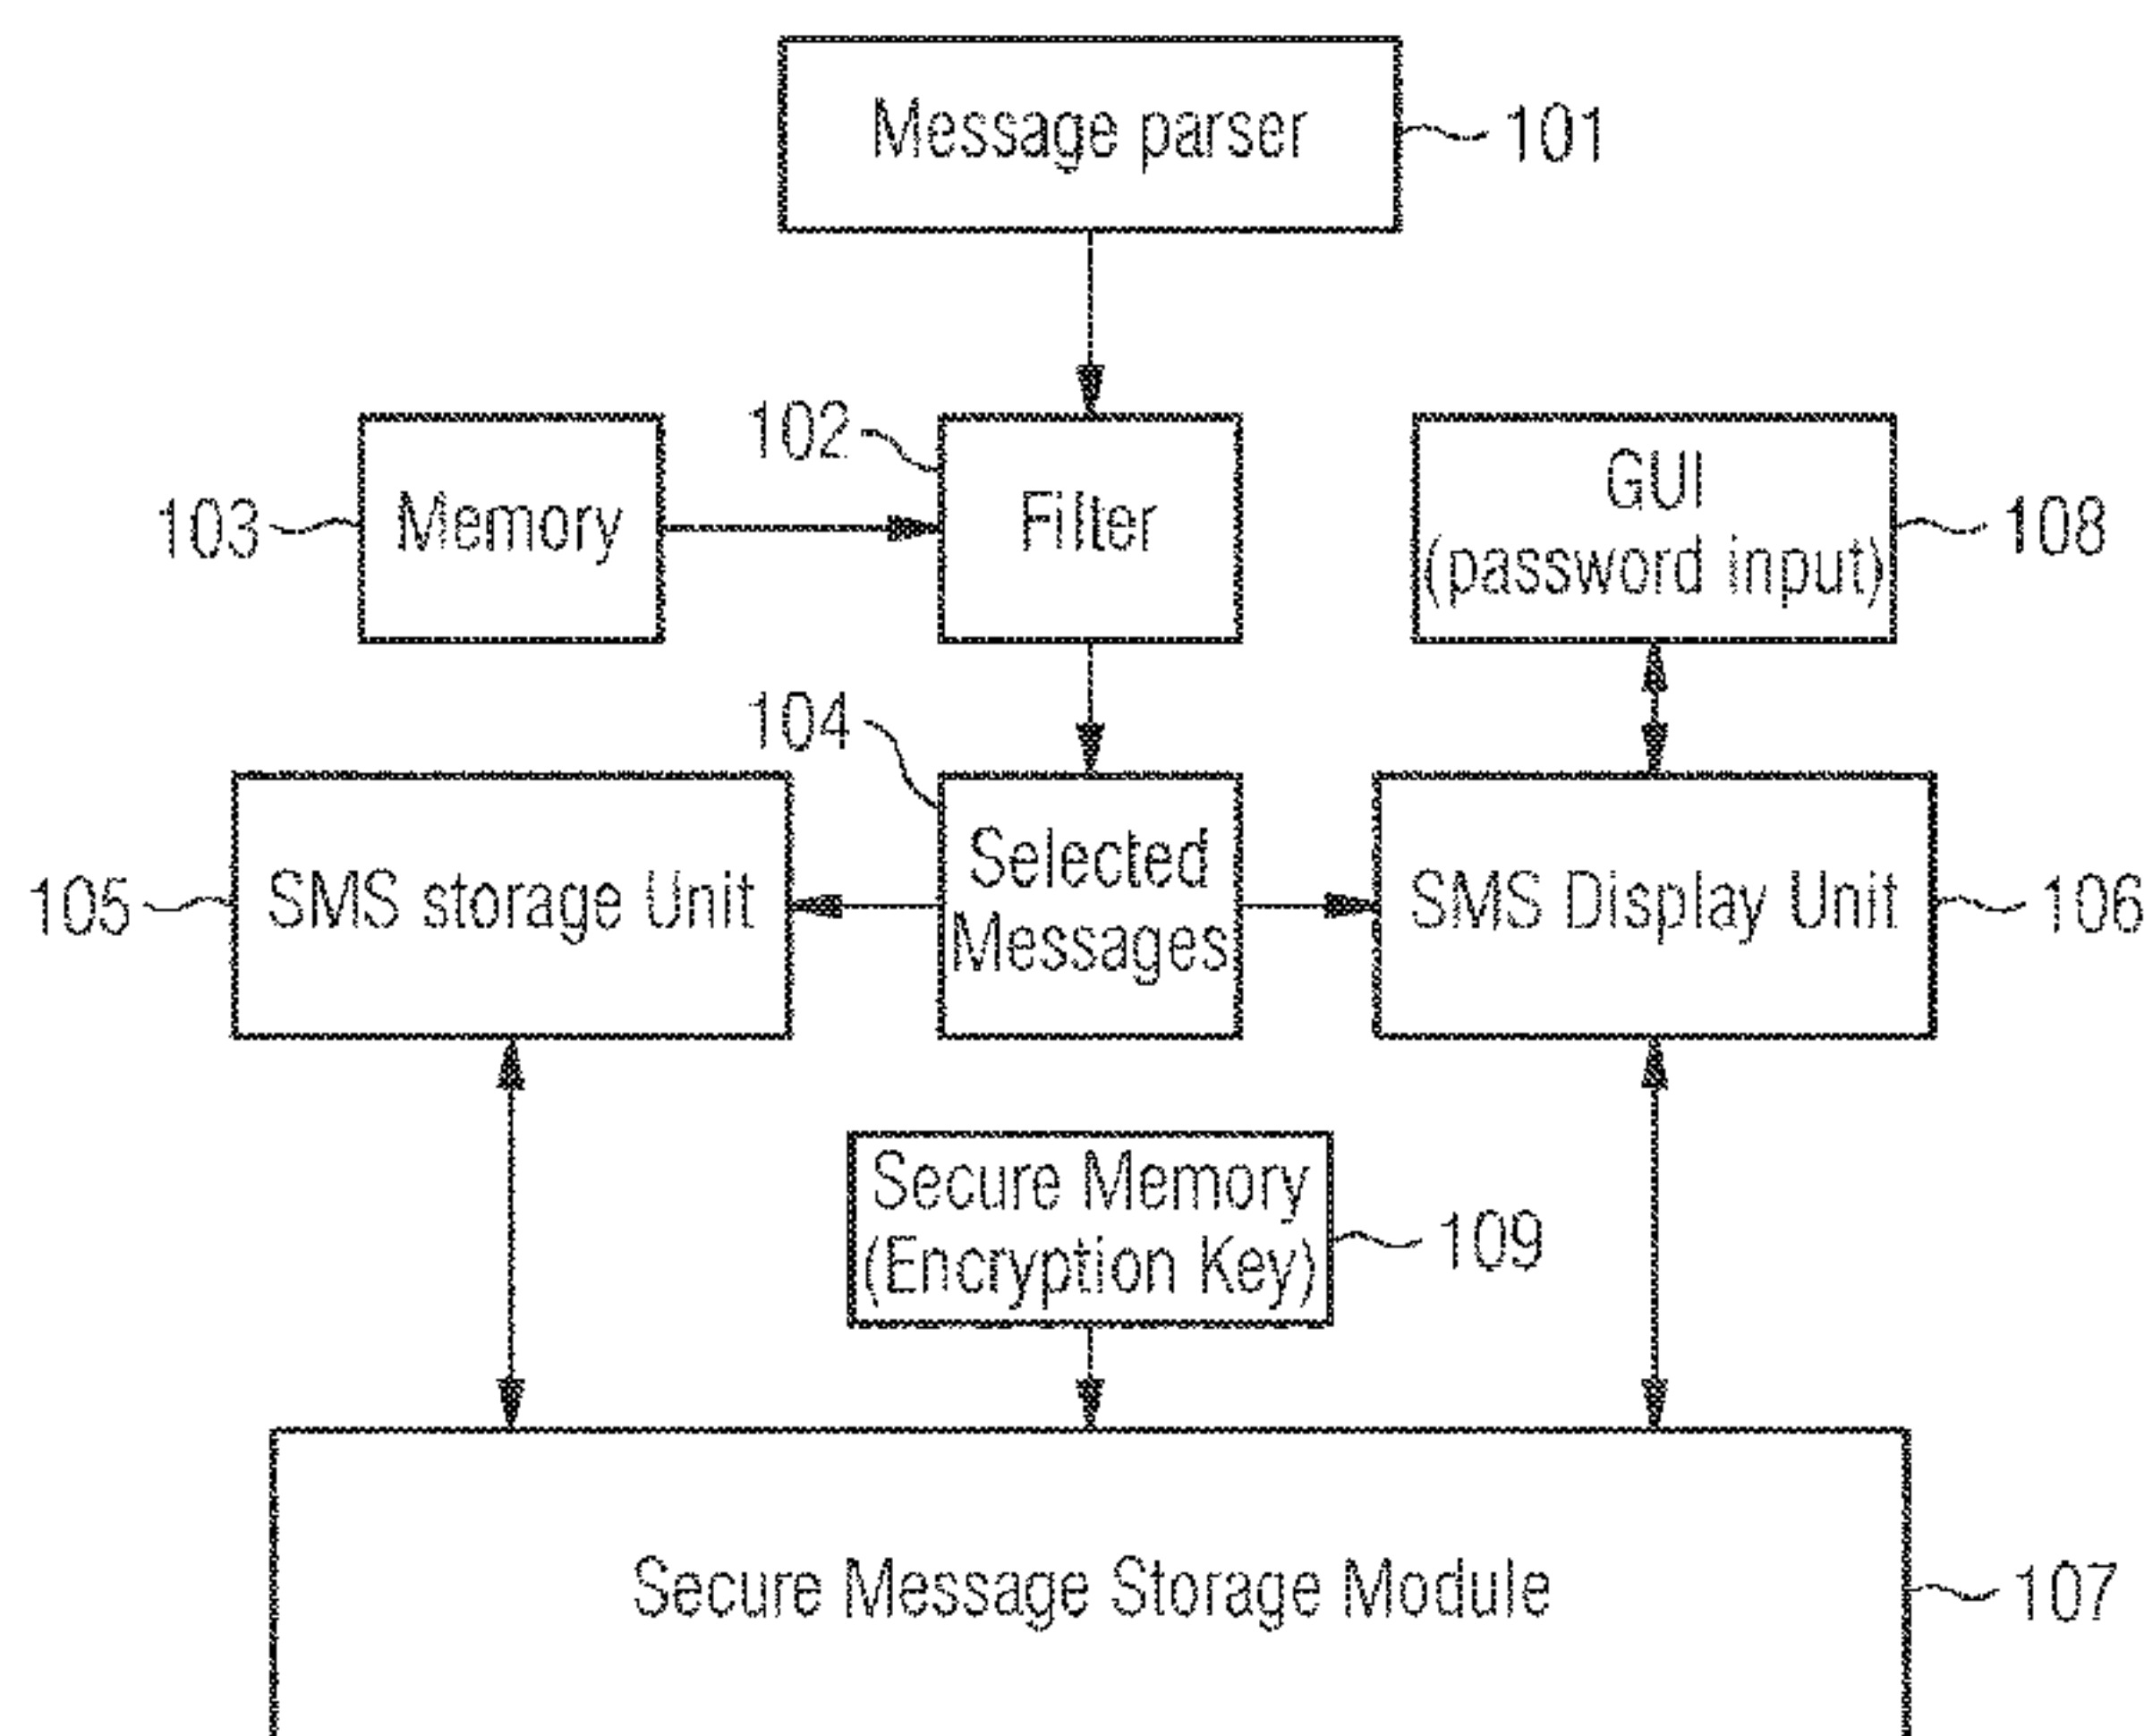 Message parser
101
102
103
Memory
Filter
GUI
(password input)
108
104
105
SMS storage Unit
Selected
Messages
SMS Display Unit
106
Secure Memory
(Encryption Key)
109
Secure Message Storage Module
107